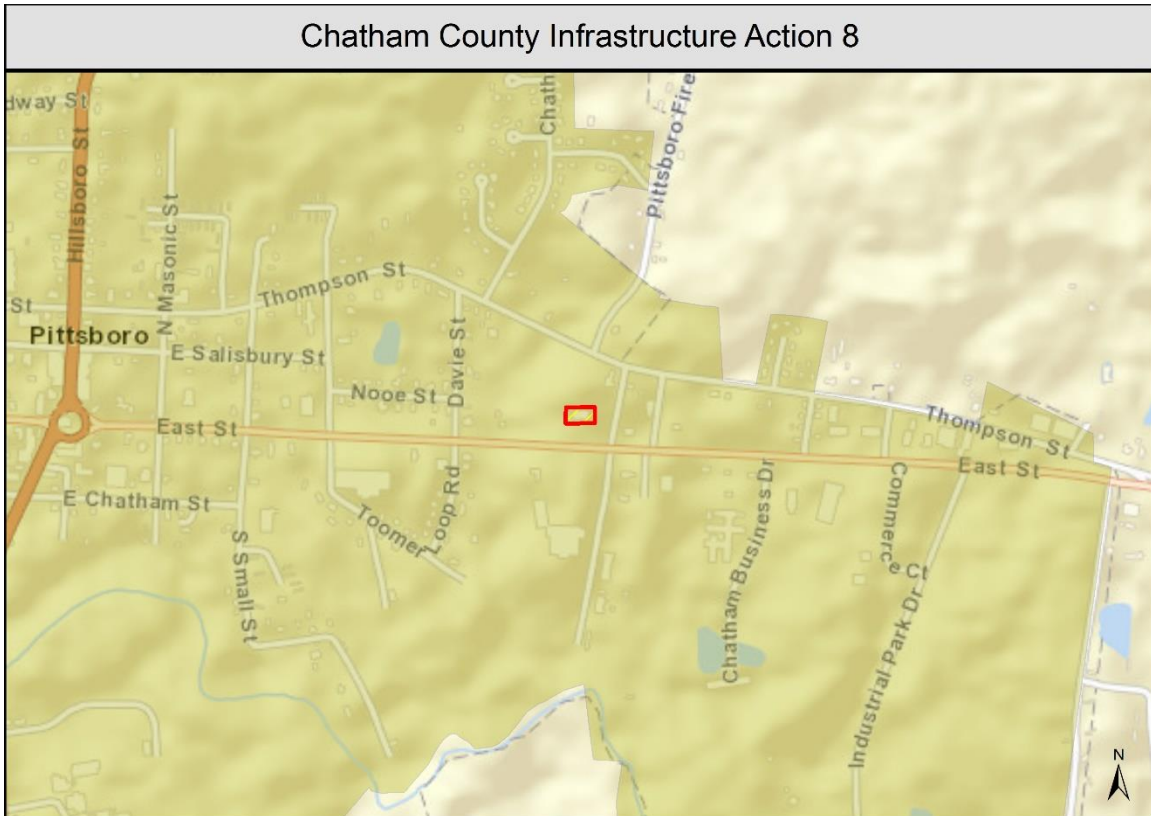 Chatham County Infrastructure Action 8
dway St
Hillsboro St
N Masonic St
Chath
Pittsboro Fire
Thompson St
St
Pittsboro
E Salisbury St
Davie St
Nooe St
East St
Thompson St
East St
E Chatham St
Toomer Loop Rd
S Small St
Chatham Business Dr
Commerce Ct
Industrial Park Dr
N